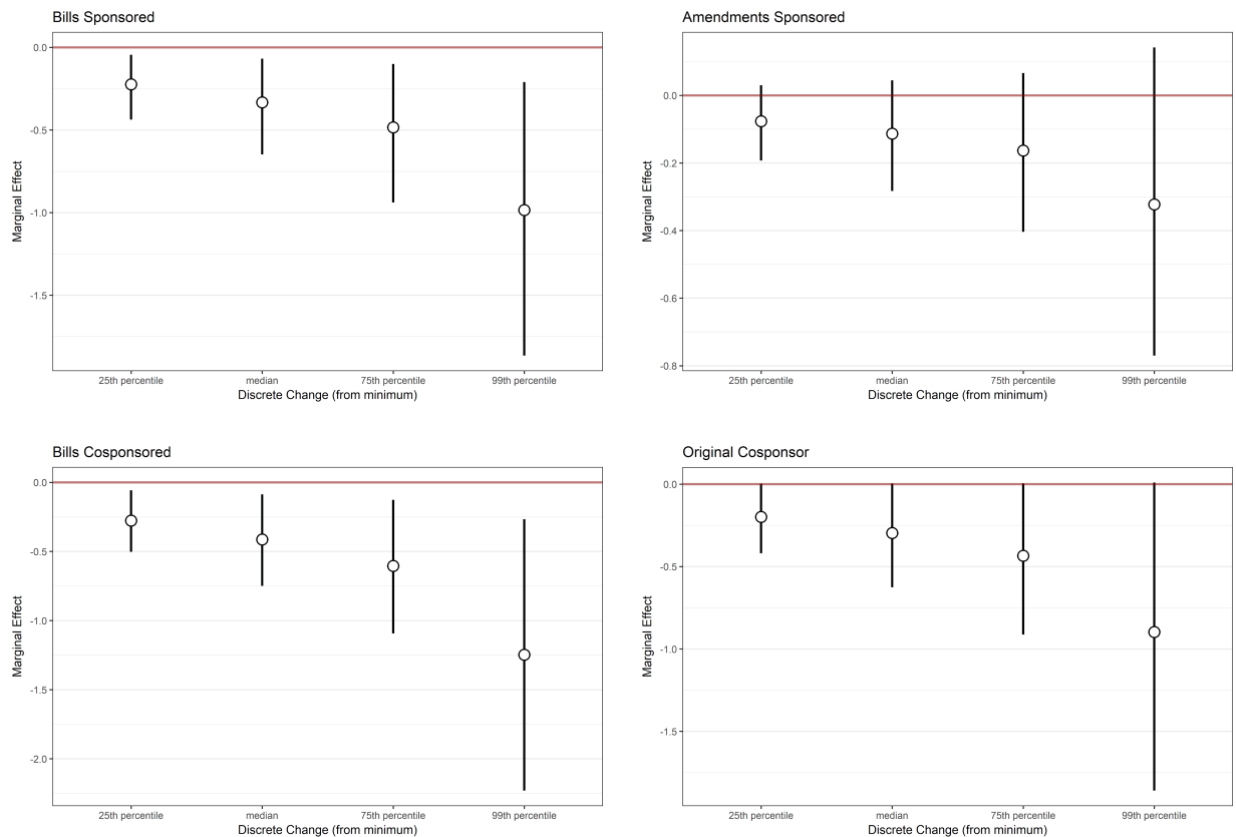 Bills Sponsored
0.0
-0.5
-1.0
-1.5
Marginal Effect
25th percentile median 75th percentile 99th percentile
Discrete Change (from minimum)
Amendments Sponsored
0.0
-0.2
-0.4
-0.6
-0.8
Marginal Effect
25th percentile median 75th percentile 99th percentile
Discrete Change (from minimum)
Bills Cosponsored
0.0
-0.5
-1.0
-1.5
-2.0
Marginal Effect
25th percentile median 75th percentile 99th percentile
Discrete Change (from minimum)
Original Cosponsor
0.0
-0.5
-1.0
-1.5
Marginal Effect
25th percentile median 75th percentile 99th percentile
Discrete Change (from minimum)